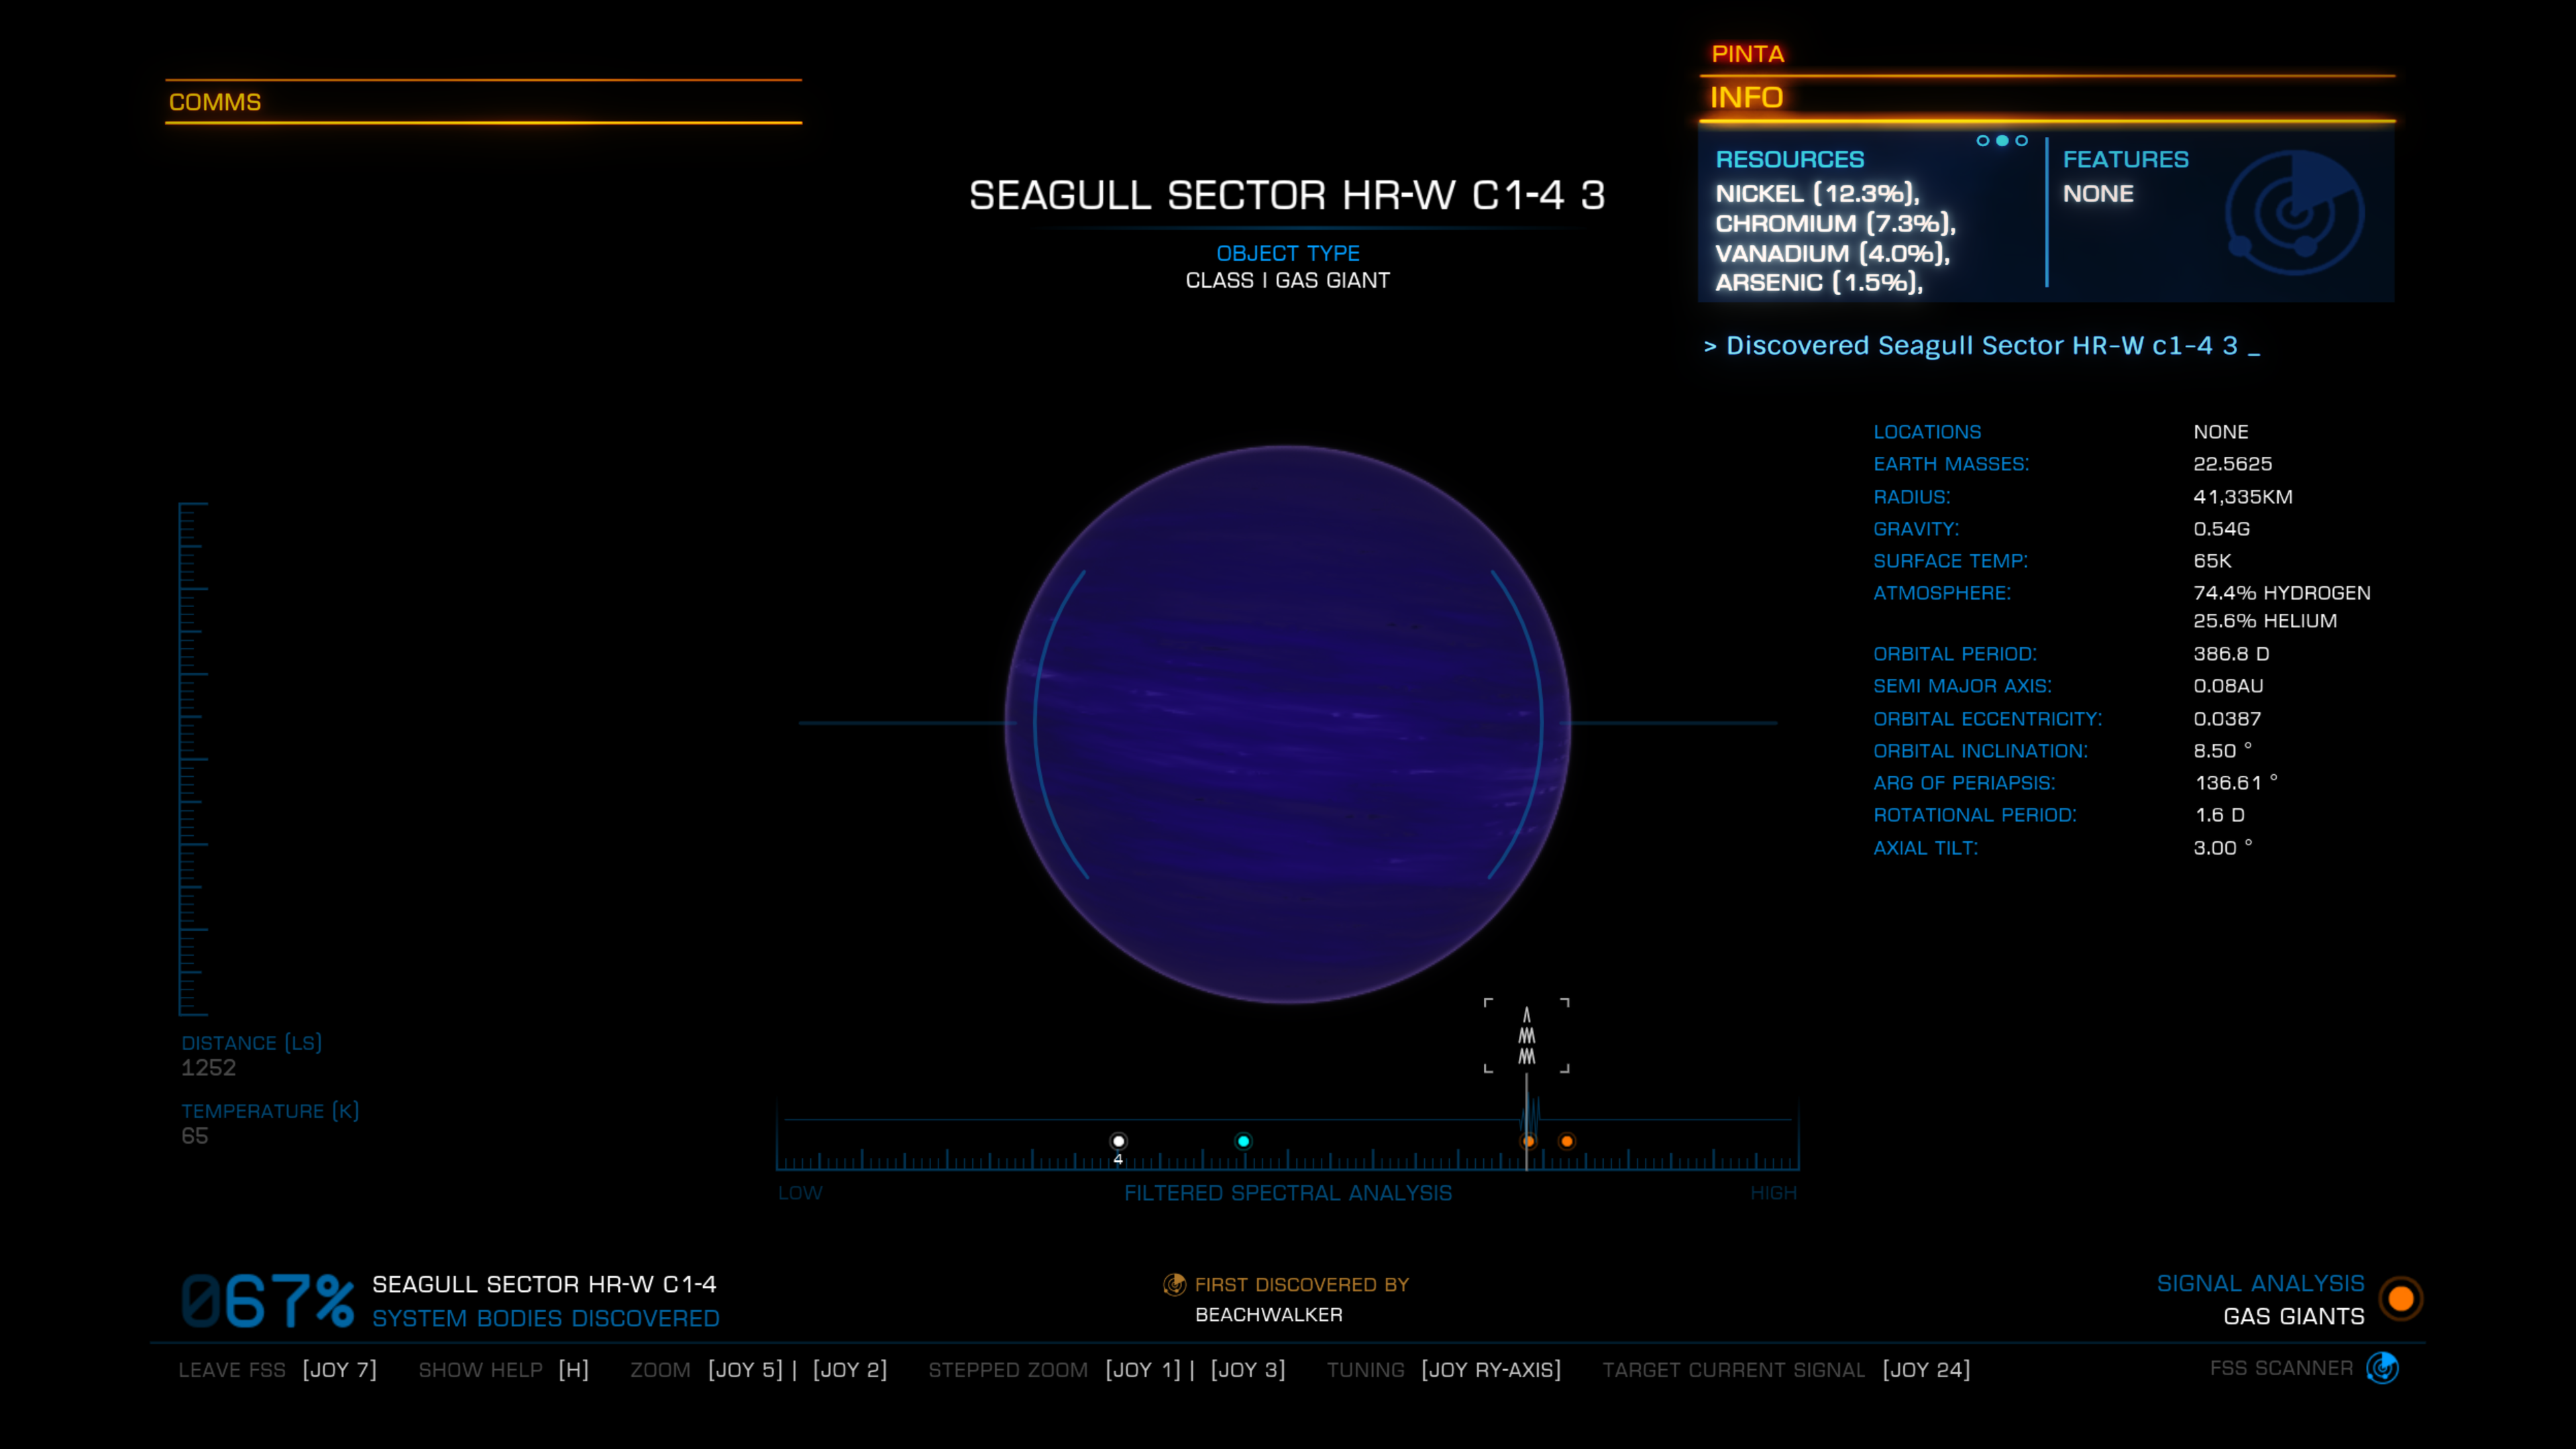 PINTA
COMMS
INFO
RESOURCES
NICKEL (12.3%),
CHROMIUM (7.3%),
VANADIUM (4.0%),
ARSENIC (1.5%),
FEATURES
NONE
SEAGULL SECTOR HR-W C1-4 3
OBJECT TYPE
CLASS I GAS GIANT
> Discovered Seagull Sector HR-W c1-4 3 _
LOCATIONS NONE
EARTH MASSES: 22.5625
RADIUS: 41,335KM
GRAVITY: 0.54G
SURFACE TEMP: 65K
ATMOSPHERE: 74.4% HYDROGEN
25.6% HELIUM
ORBITAL PERIOD: 386.8 D
SEMI MAJOR AXIS: 0.08AU
ORBITAL ECCENTRICITY: 0.0387
ORBITAL INCLINATION: 8.50 °
ARG OF PERIAPSIS: 136.61 °
ROTATIONAL PERIOD: 1.6 D
AXIAL TILT: 3.00 °
DISTANCE (LS)
1252
TEMPERATURE (K)
65
4
LOW FILTERED SPECTRAL ANALYSIS HIGH
067% SEAGULL SECTOR HR-W C1-4
SYSTEM BODIES DISCOVERED
FIRST DISCOVERED BY
BEACHWALKER
SIGNAL ANALYSIS
GAS GIANTS
LEAVE FSS [JOY 7] SHOW HELP [H] ZOOM [JOY 5] | [JOY 2] STEPPED ZOOM [JOY 1] | [JOY 3] TUNING [JOY RY-AXIS] TARGET CURRENT SIGNAL [JOY 24] FSS SCANNER